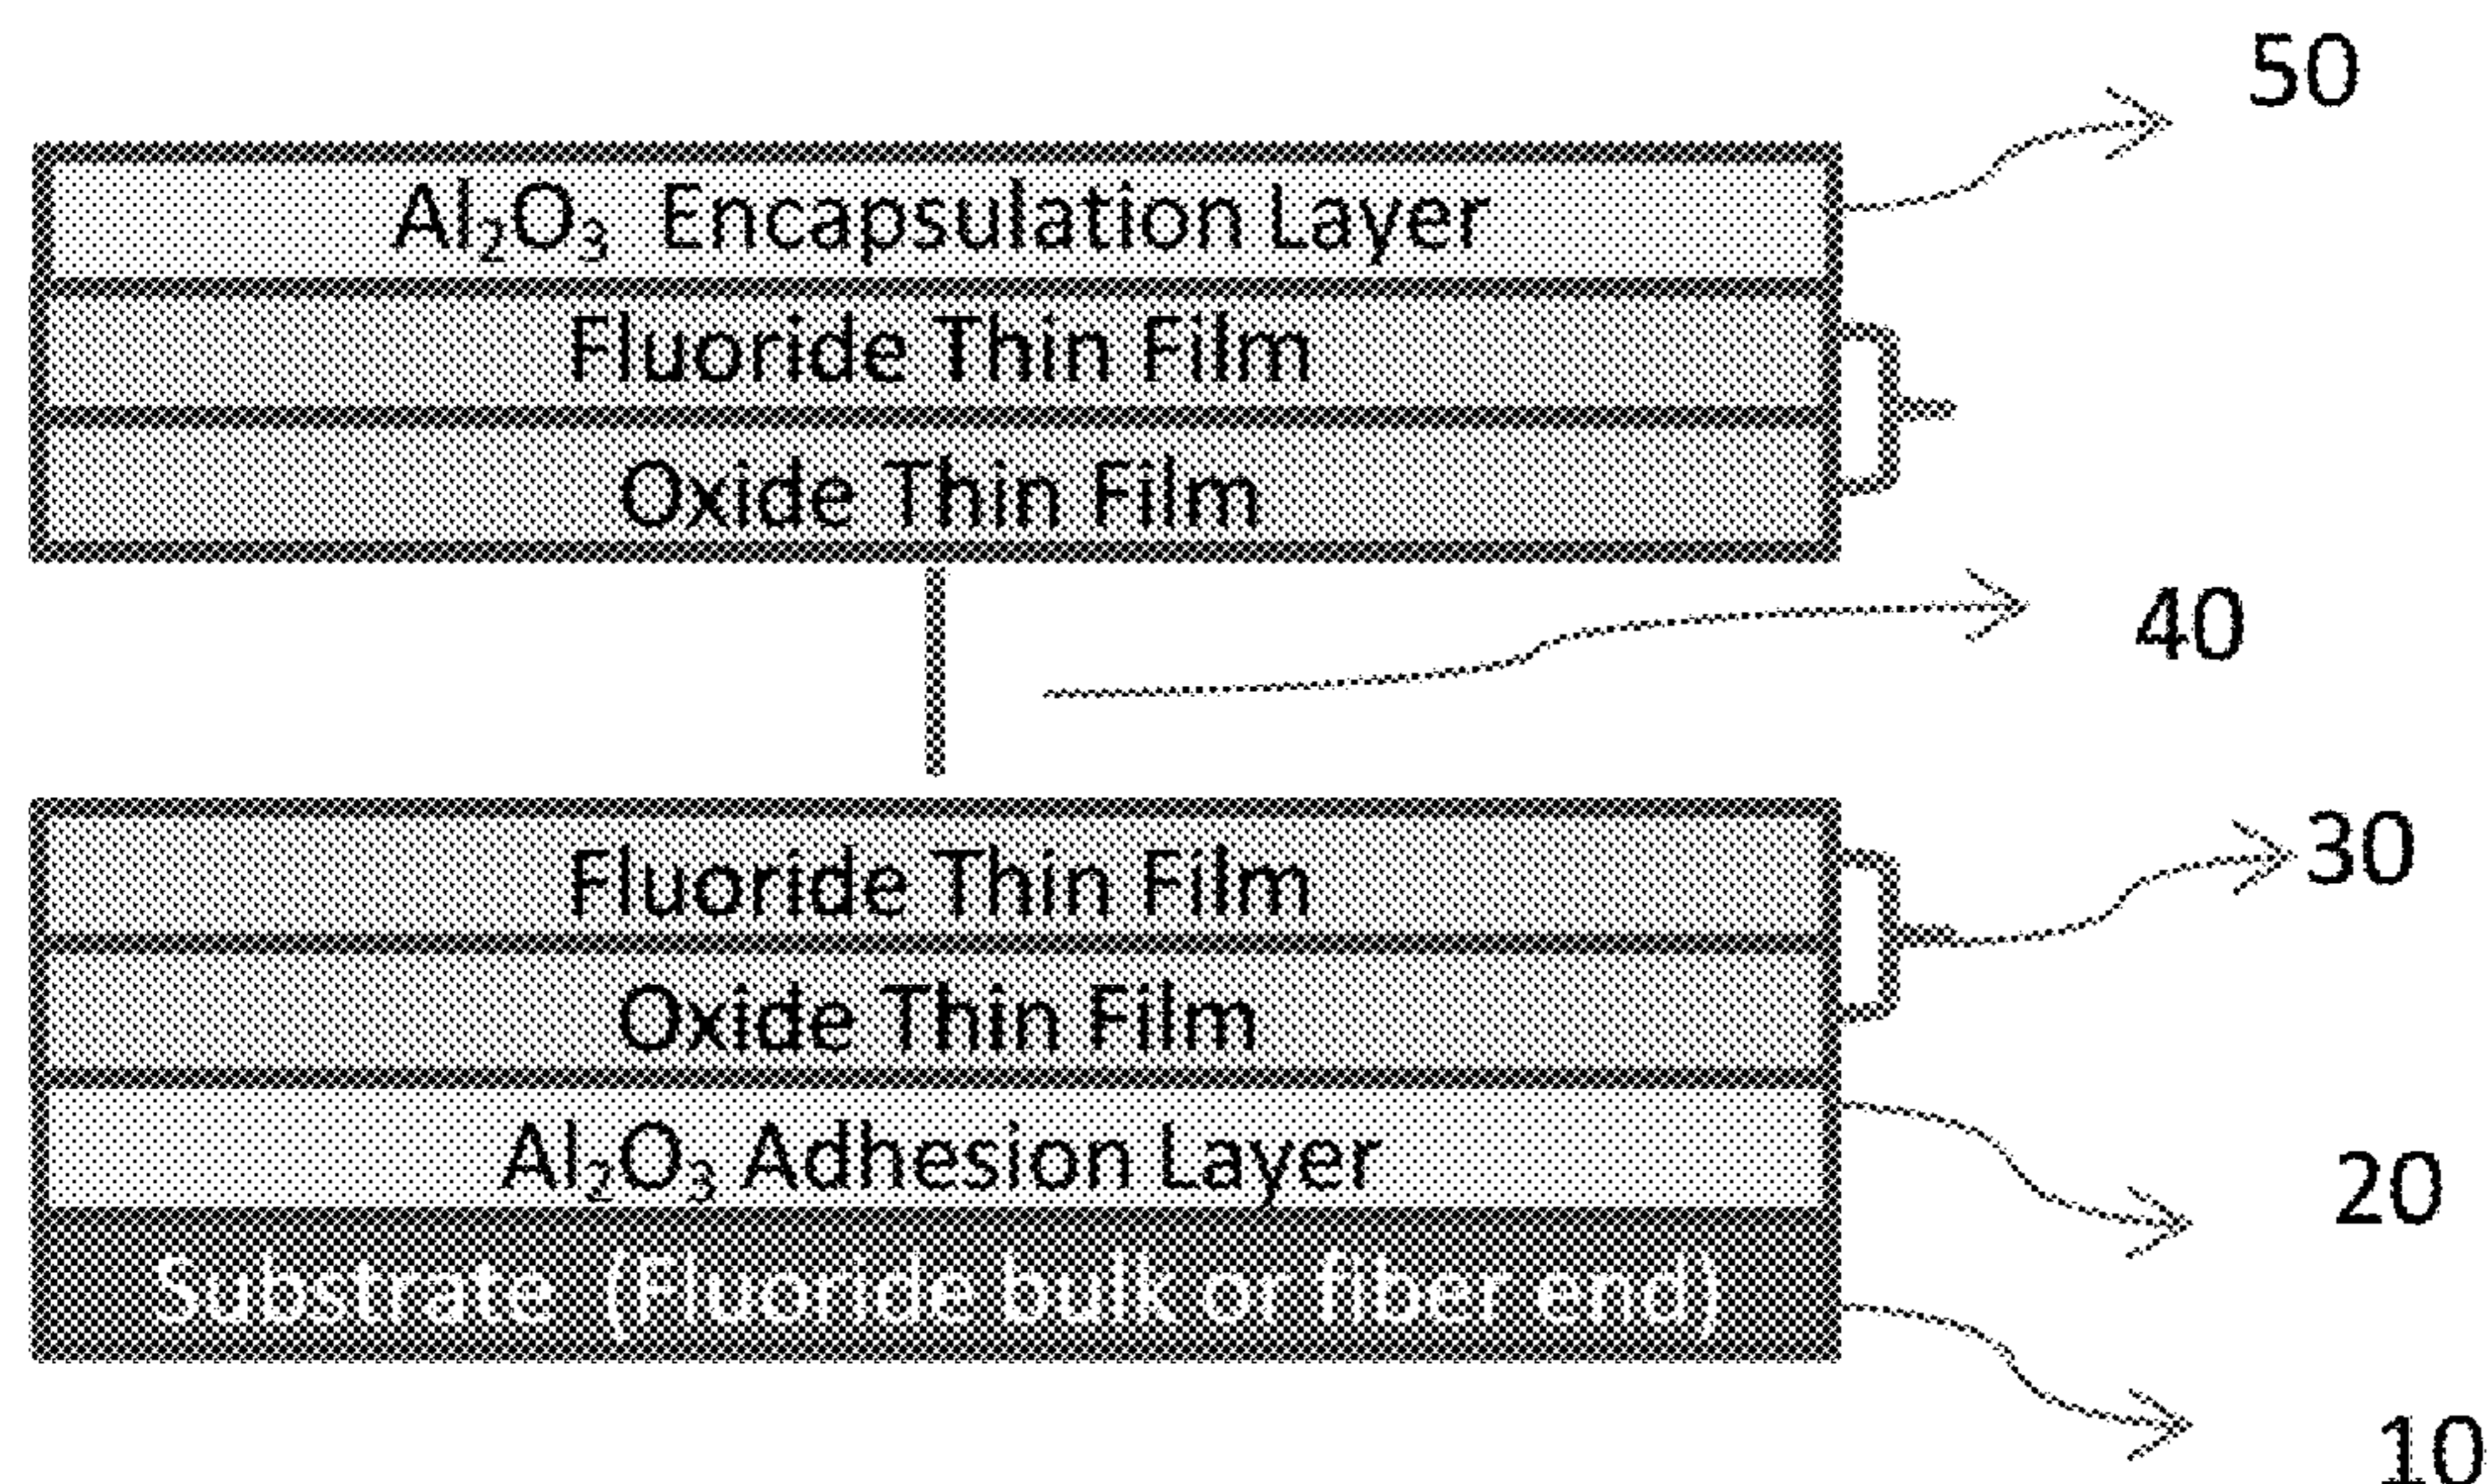 50
Al₂O₃ Encapsulation Layer
Fluoride Thin Film
Oxide Thin Film
40
Fluoride Thin Film
30
Oxide Thin Film
Al₂O₃ Adhesion Layer
20
Substrate (Fluoride bulk or fiber end)
10